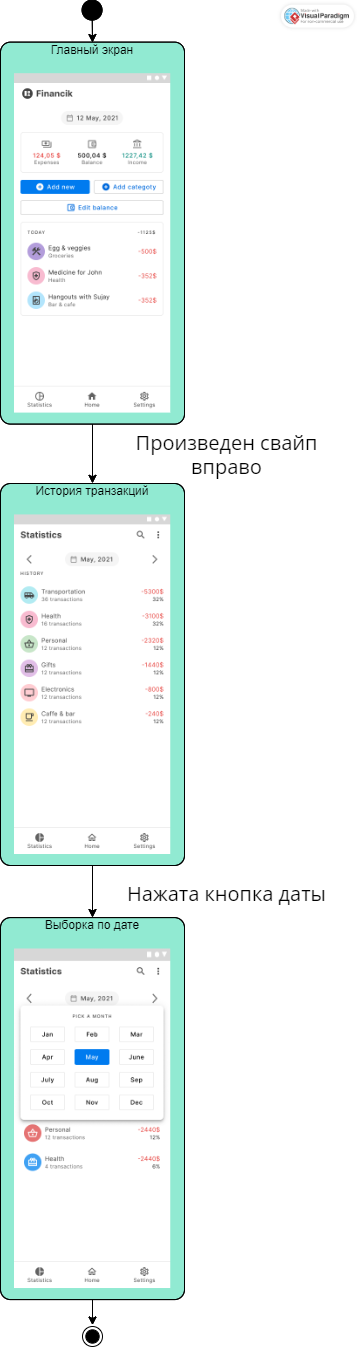 Made with
Visual Paradigm
For non-commercial use
Главный экран
Financik
12 May, 2021
124,05 $ 500,04 $ 1227,42 $
Expenses Balance Income
Add new Add categoty
Edit balance
TODAY -1125$
Egg & veggies -500$
Groceries
Medicine for John -352$
Health
Hangouts with Sujay -352$
Bar & cafe
Statistics Home Settings
Произведен свайп
вправо
История транзакций
Statistics
May, 2021
HISTORY
Transportation -5300$
36 transactions 32%
Health -3100$
16 transactions 32%
Personal -2320$
12 transactions 12%
Gifts -1440$
12 transactions 12%
Electronics -800$
12 transactions 12%
Caffe & bar -240$
12 transactions 12%
Statistics Home Settings
Нажата кнопка даты
Выборка по дате
Statistics
May, 2021
PICK A MONTH
Jan Feb Mar
Apr May June
July Aug Sep
Oct Nov Dec
Personal -2440$
12 transactions 12%
Health -2440$
4 transactions 6%
Statistics Home Settings